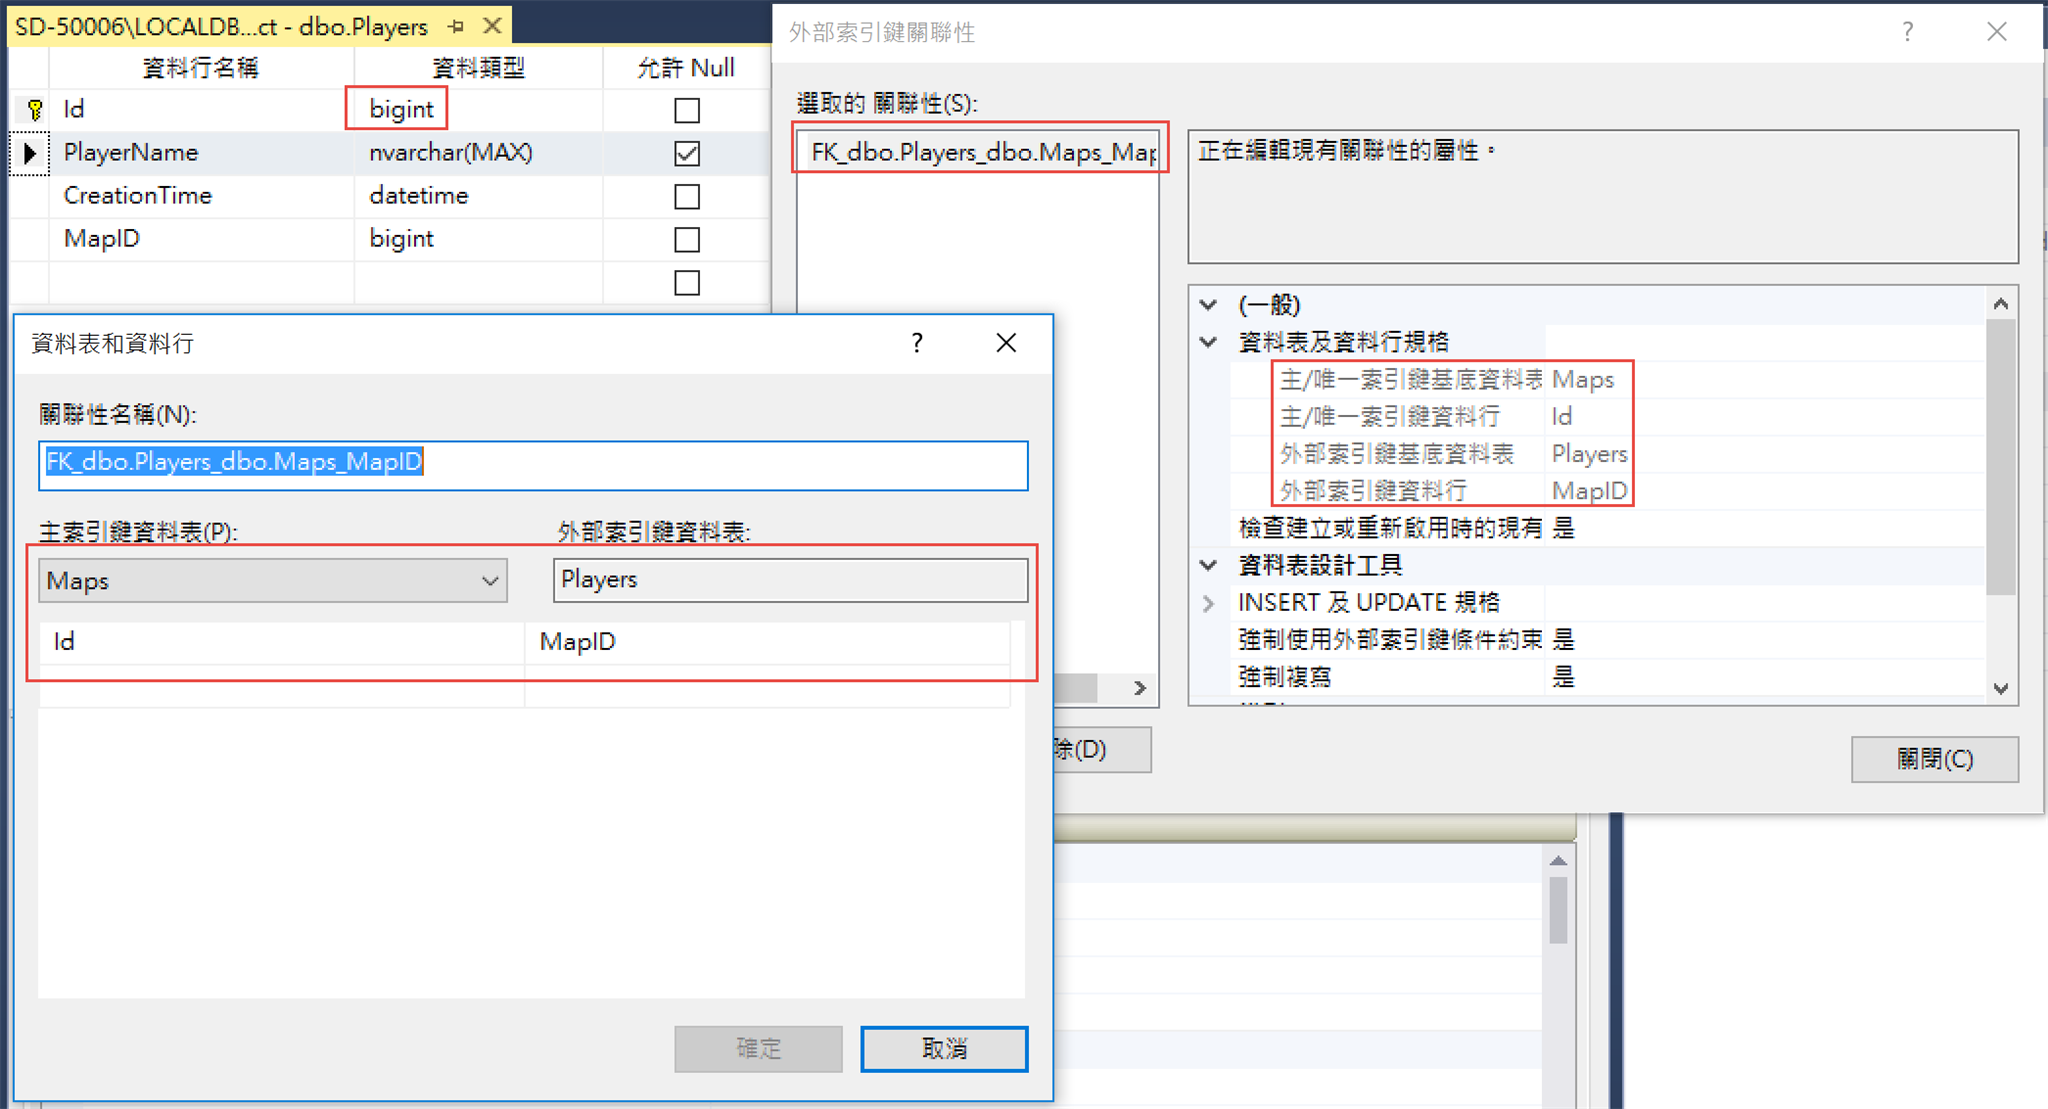 SD-50006\LOCALDB...ct - dbo.Players
資料行名稱 資料類型 允許 Null
Id bigint
PlayerName nvarchar(MAX)
CreationTime datetime
MapID bigint
外部索引鍵關聯性
?
選取的 關聯性(S):
FK_dbo.Players_dbo.Maps_Map
正在編輯現有關聯性的屬性。
(一般)
資料表及資料行規格
主/唯一索引鍵基底資料表 Maps
主/唯一索引鍵資料行 Id
外部索引鍵基底資料表 Players
外部索引鍵資料行 MapID
檢查建立或重新啟用時的現有 是
資料表設計工具
INSERT 及 UPDATE 規格
強制使用外部索引鍵條件約束 是
強制複寫 是
除(D)
關閉(C)
資料表和資料行
?
關聯性名稱(N):
FK_dbo.Players_dbo.Maps_MapID
主索引鍵資料表(P): 外部索引鍵資料表:
Maps Players
Id MapID
確定 取消